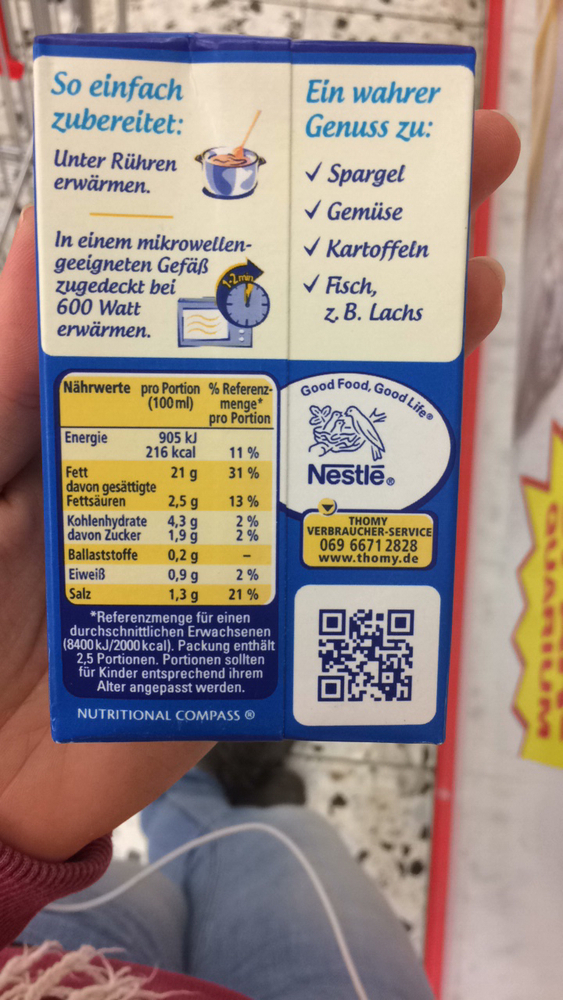 So einfach
zubereitet:
Unter Rühren
erwärmen.
In einem mikrowellen-
geeigneten Gefäß
zugedeckt bei
600 Watt
erwärmen.
1-2 min
Ein wahrer
Genuss zu:
✓ Spargel
✓ Gemüse
✓ Kartoffeln
✓ Fisch,
z. B. Lachs
Nährwerte pro Portion % Referenz-
(100 ml) menge*
pro Portion
Energie 905 kJ
216 kcal 11 %
Fett 21 g 31 %
davon gesättigte
Fettsäuren 2,5 g 13 %
Kohlenhydrate 4,3 g 2 %
davon Zucker 1,9 g 2 %
Ballaststoffe 0,2 g –
Eiweiß 0,9 g 2 %
Salz 1,3 g 21 %
*Referenzmenge für einen
durchschnittlichen Erwachsenen
(8400 kJ/2000 kcal). Packung enthält
2,5 Portionen. Portionen sollten
für Kinder entsprechend ihrem
Alter angepasst werden.
NUTRITIONAL COMPASS ®
Good Food, Good Life®
Nestlé®
THOMY
VERBRAUCHER-SERVICE
069 6671 2828
www.thomy.de